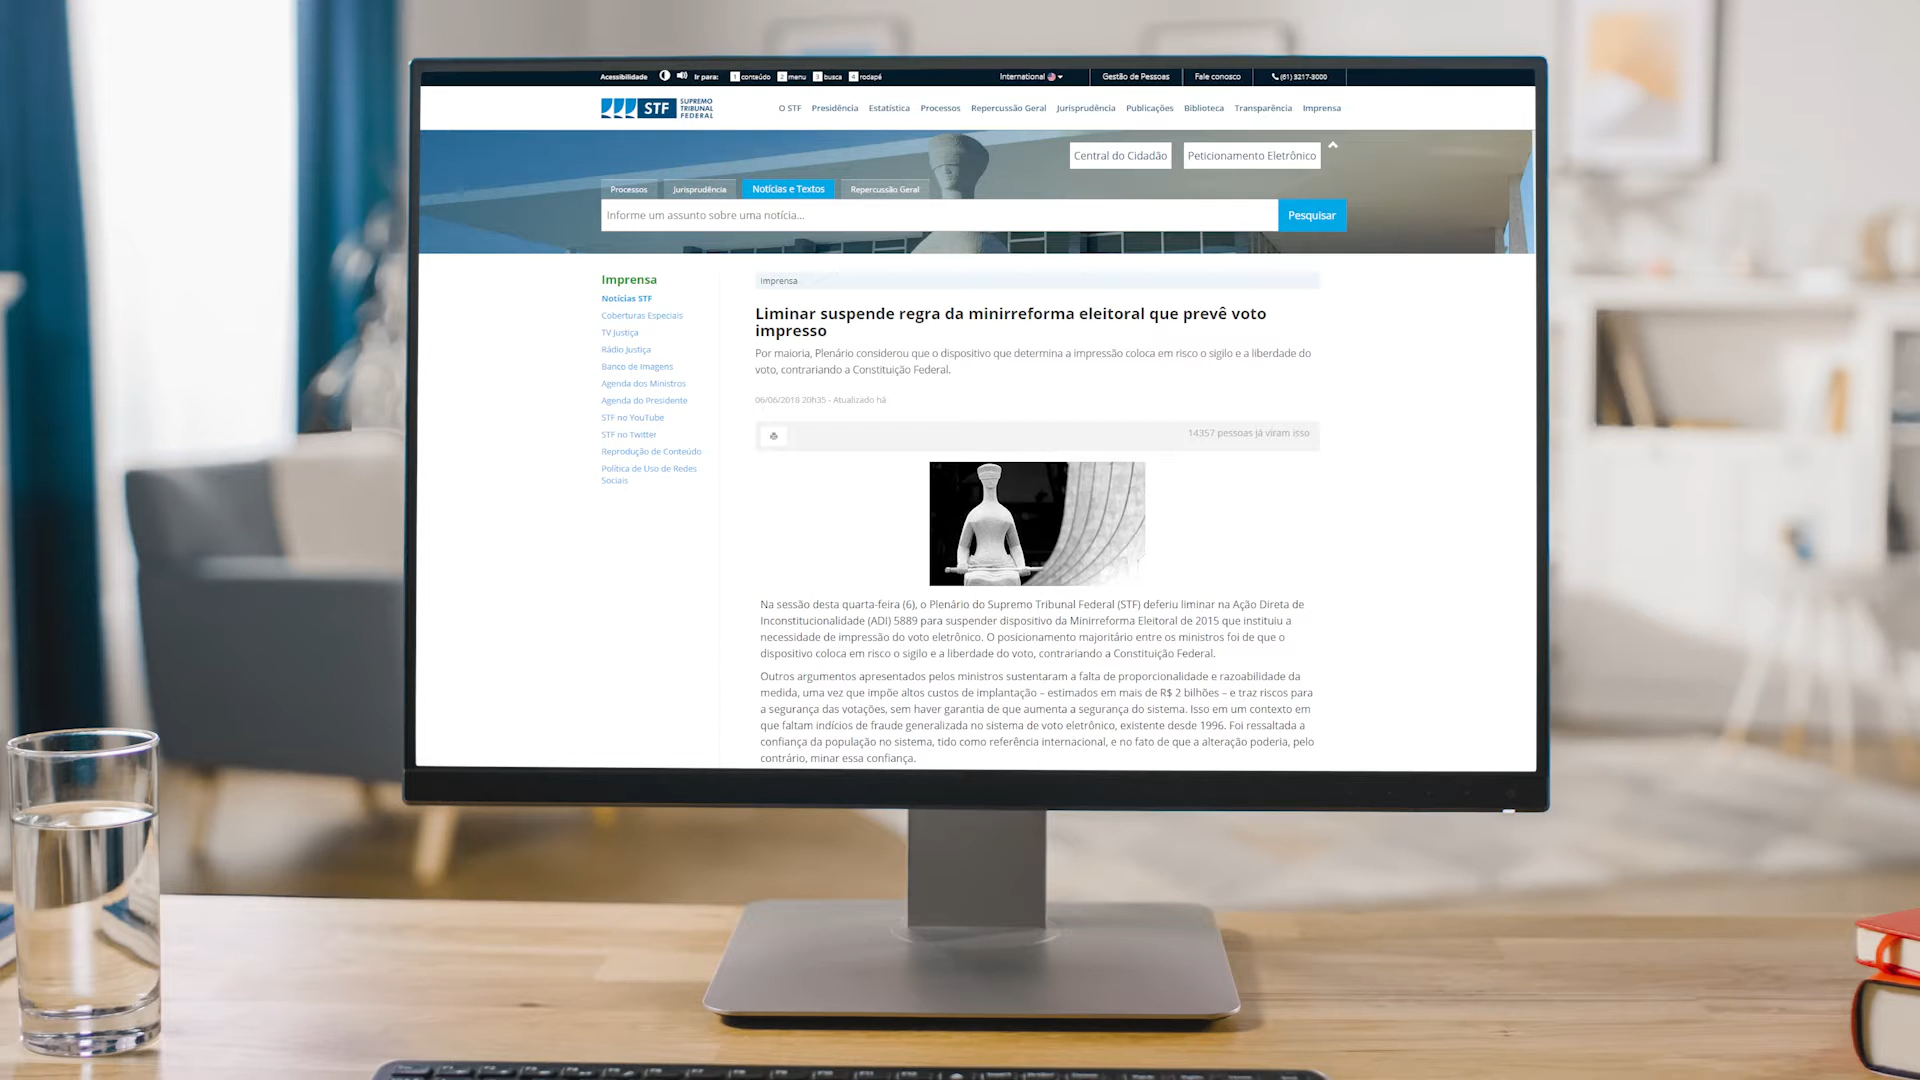 Acessibilidade Ir para: 1 conteúdo 2 menu 3 busca 4 rodapé International Gestão de Pessoas Fale conosco (61) 3217-3000
STF SUPREMO TRIBUNAL FEDERAL
O STF Presidência Estatística Processos Repercussão Geral Jurisprudência Publicações Biblioteca Transparência Imprensa
Central do Cidadão Peticionamento Eletrônico
Processos Jurisprudência Notícias e Textos Repercussão Geral
Informe um assunto sobre uma notícia... Pesquisar
Imprensa
Notícias STF
Coberturas Especiais
TV Justiça
Rádio Justiça
Banco de Imagens
Agenda dos Ministros
Agenda do Presidente
STF no YouTube
STF no Twitter
Reprodução de Conteúdo
Política de Uso de Redes
Sociais
Imprensa
Liminar suspende regra da minirreforma eleitoral que prevê voto
impresso
Por maioria, Plenário considerou que o dispositivo que determina a impressão coloca em risco o sigilo e a liberdade do
voto, contrariando a Constituição Federal.
06/06/2018 20h35 - Atualizado há
14357 pessoas já viram isso
Na sessão desta quarta-feira (6), o Plenário do Supremo Tribunal Federal (STF) deferiu liminar na Ação Direta de
Inconstitucionalidade (ADI) 5889 para suspender dispositivo da Minirreforma Eleitoral de 2015 que instituiu a
necessidade de impressão do voto eletrônico. O posicionamento majoritário entre os ministros foi de que o
dispositivo coloca em risco o sigilo e a liberdade do voto, contrariando a Constituição Federal.
Outros argumentos apresentados pelos ministros sustentaram a falta de proporcionalidade e razoabilidade da
medida, uma vez que impõe altos custos de implantação – estimados em mais de R$ 2 bilhões – e traz riscos para
a segurança das votações, sem haver garantia de que aumenta a segurança do sistema. Isso em um contexto em
que faltam indícios de fraude generalizada no sistema de voto eletrônico, existente desde 1996. Foi ressaltada a
confiança da população no sistema, tido como referência internacional, e no fato de que a alteração poderia, pelo
contrário, minar essa confiança.